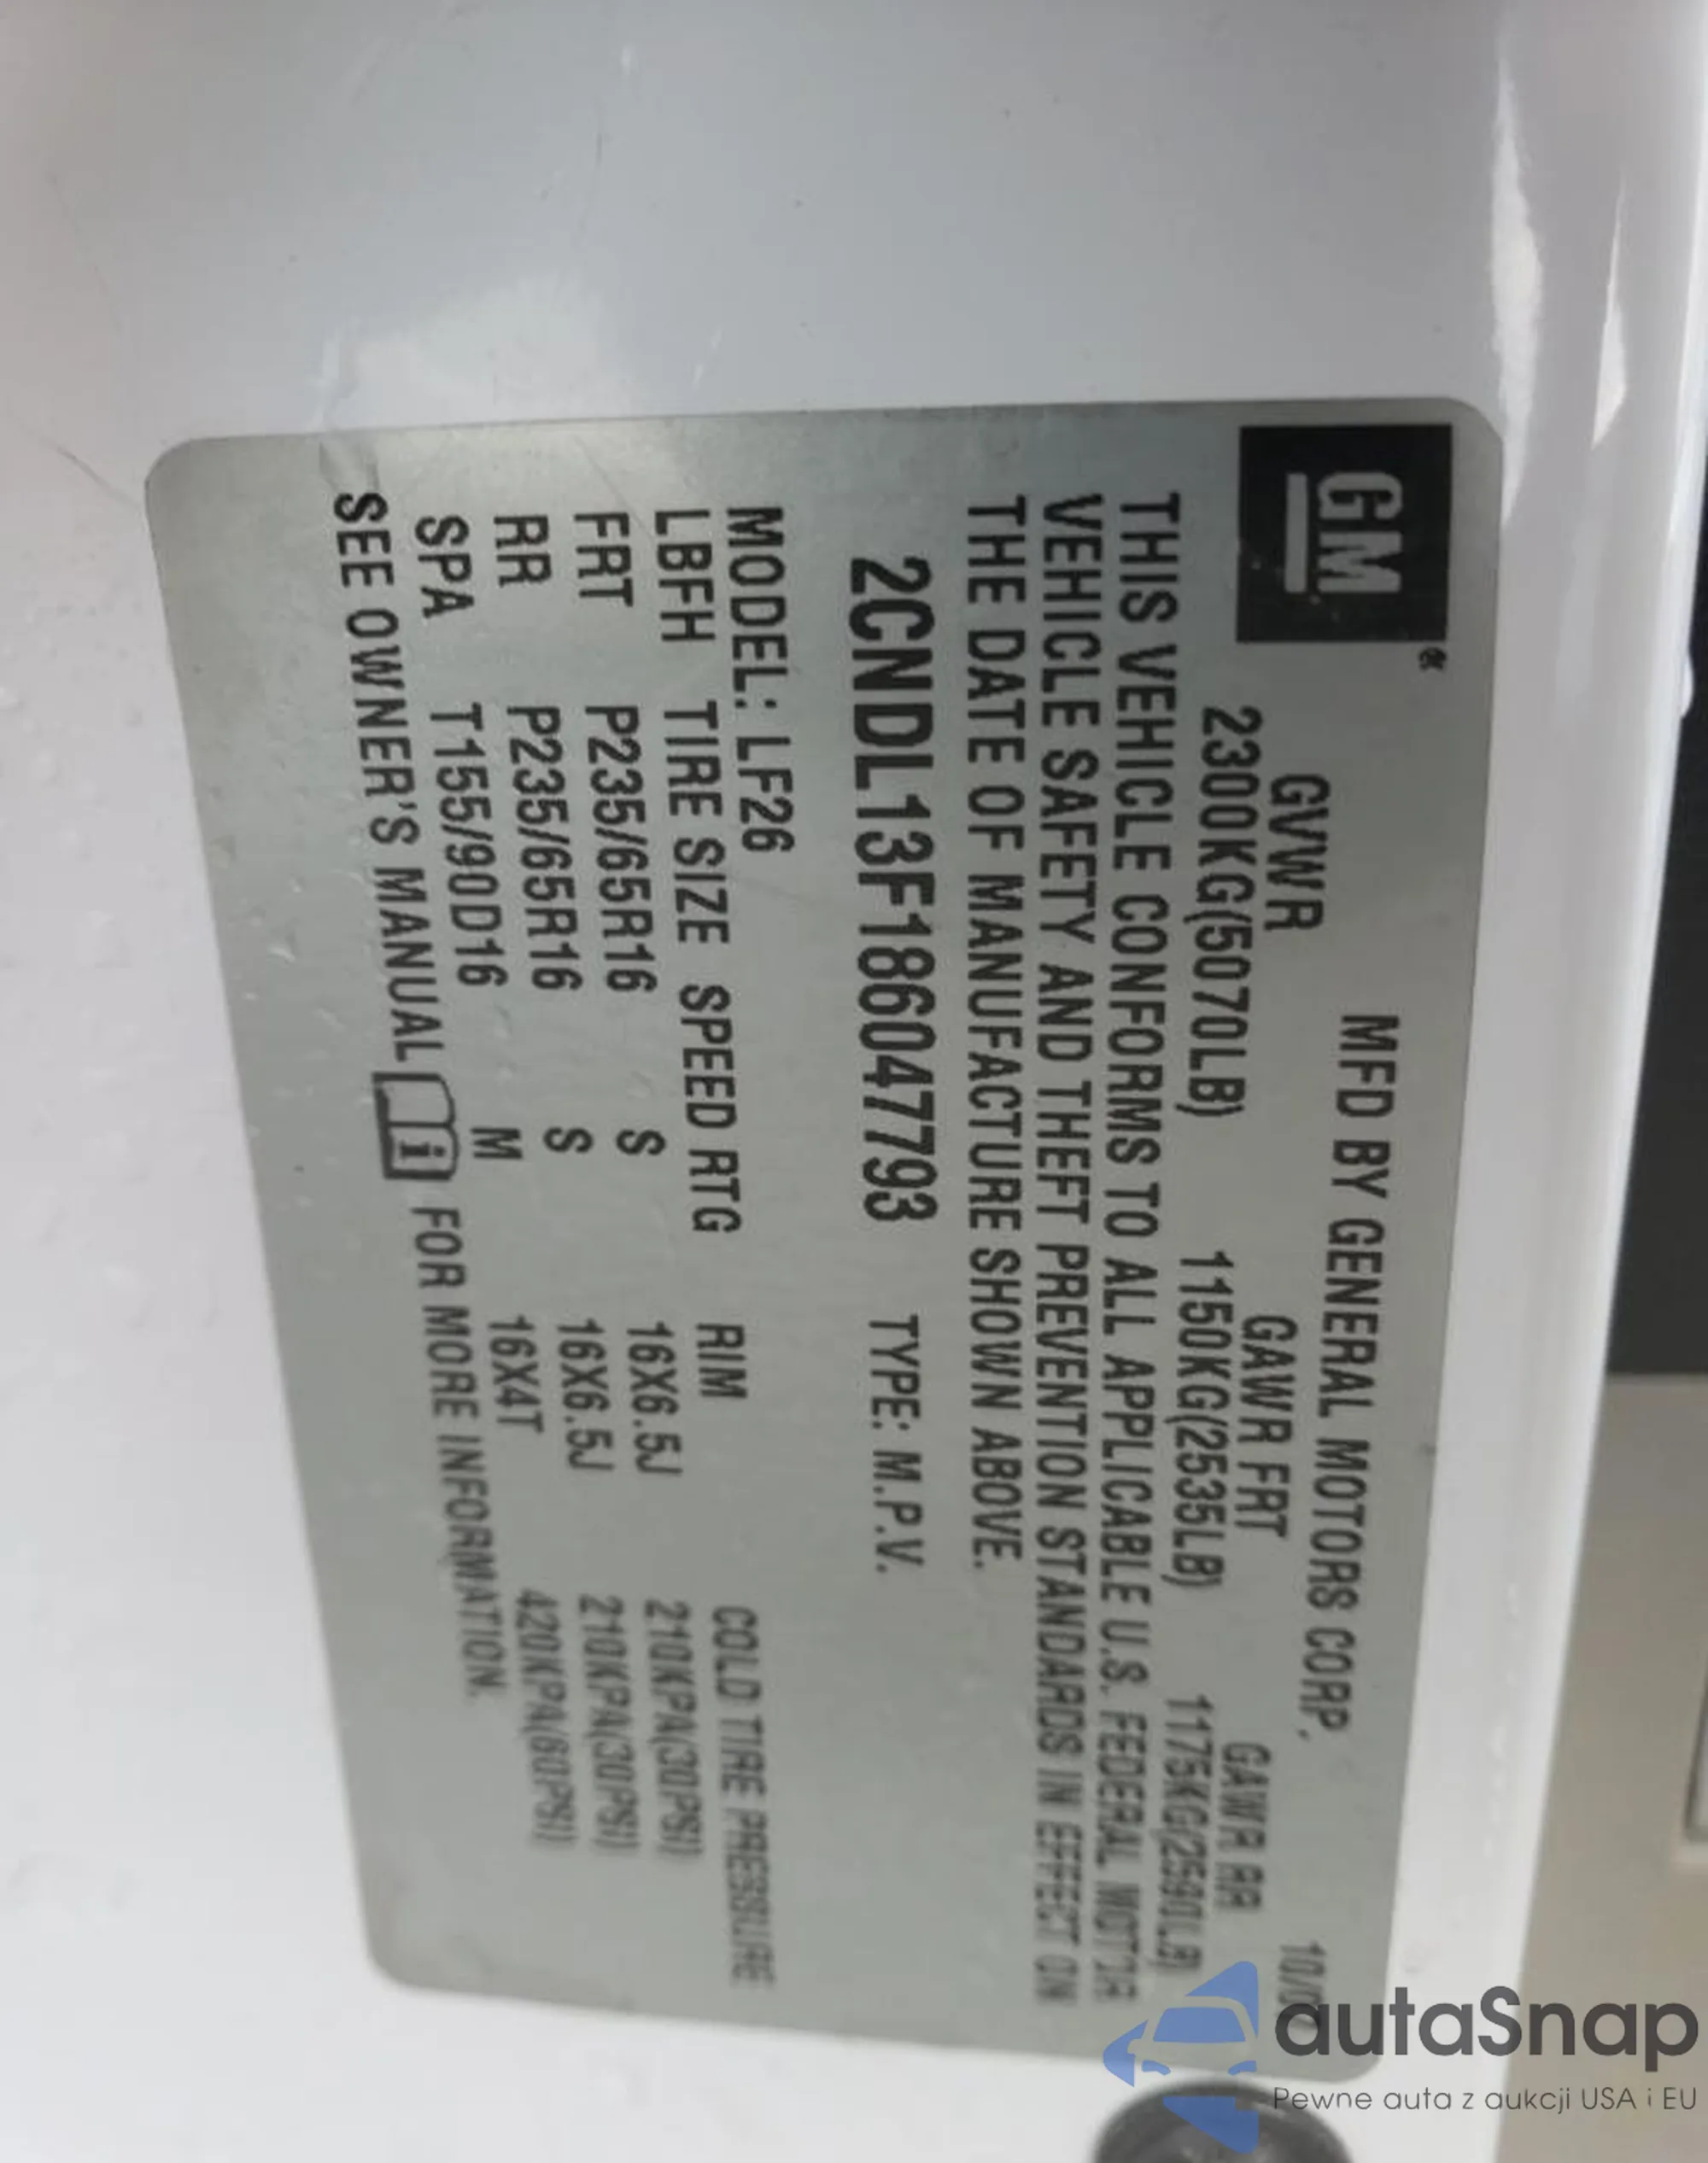 GM
MFD BY GENERAL MOTORS CORP.
GVWR GAWR FRT GAWR RR
2300KG(5070LB) 1150KG(2535LB) 1175KG(2590LB)
THIS VEHICLE CONFORMS TO ALL APPLICABLE U.S. FEDERAL MOTOR
VEHICLE SAFETY AND THEFT PREVENTION STANDARDS IN EFFECT ON
THE DATE OF MANUFACTURE SHOWN ABOVE.
2CNDL13F186047793 TYPE: M.P.V.
MODEL: LF26
LBFH TIRE SIZE SPEED RTG RIM COLD TIRE PRESSURE
FRT P235/65R16 S 16X6.5J 210KPA(30PSI)
RR P235/65R16 S 16X6.5J 210KPA(30PSI)
SPA T155/90D16 M 16X4T 420KPA(60PSI)
SEE OWNER'S MANUAL i FOR MORE INFORMATION.
autaSnap
Pewne auta z aukcji USA i EU